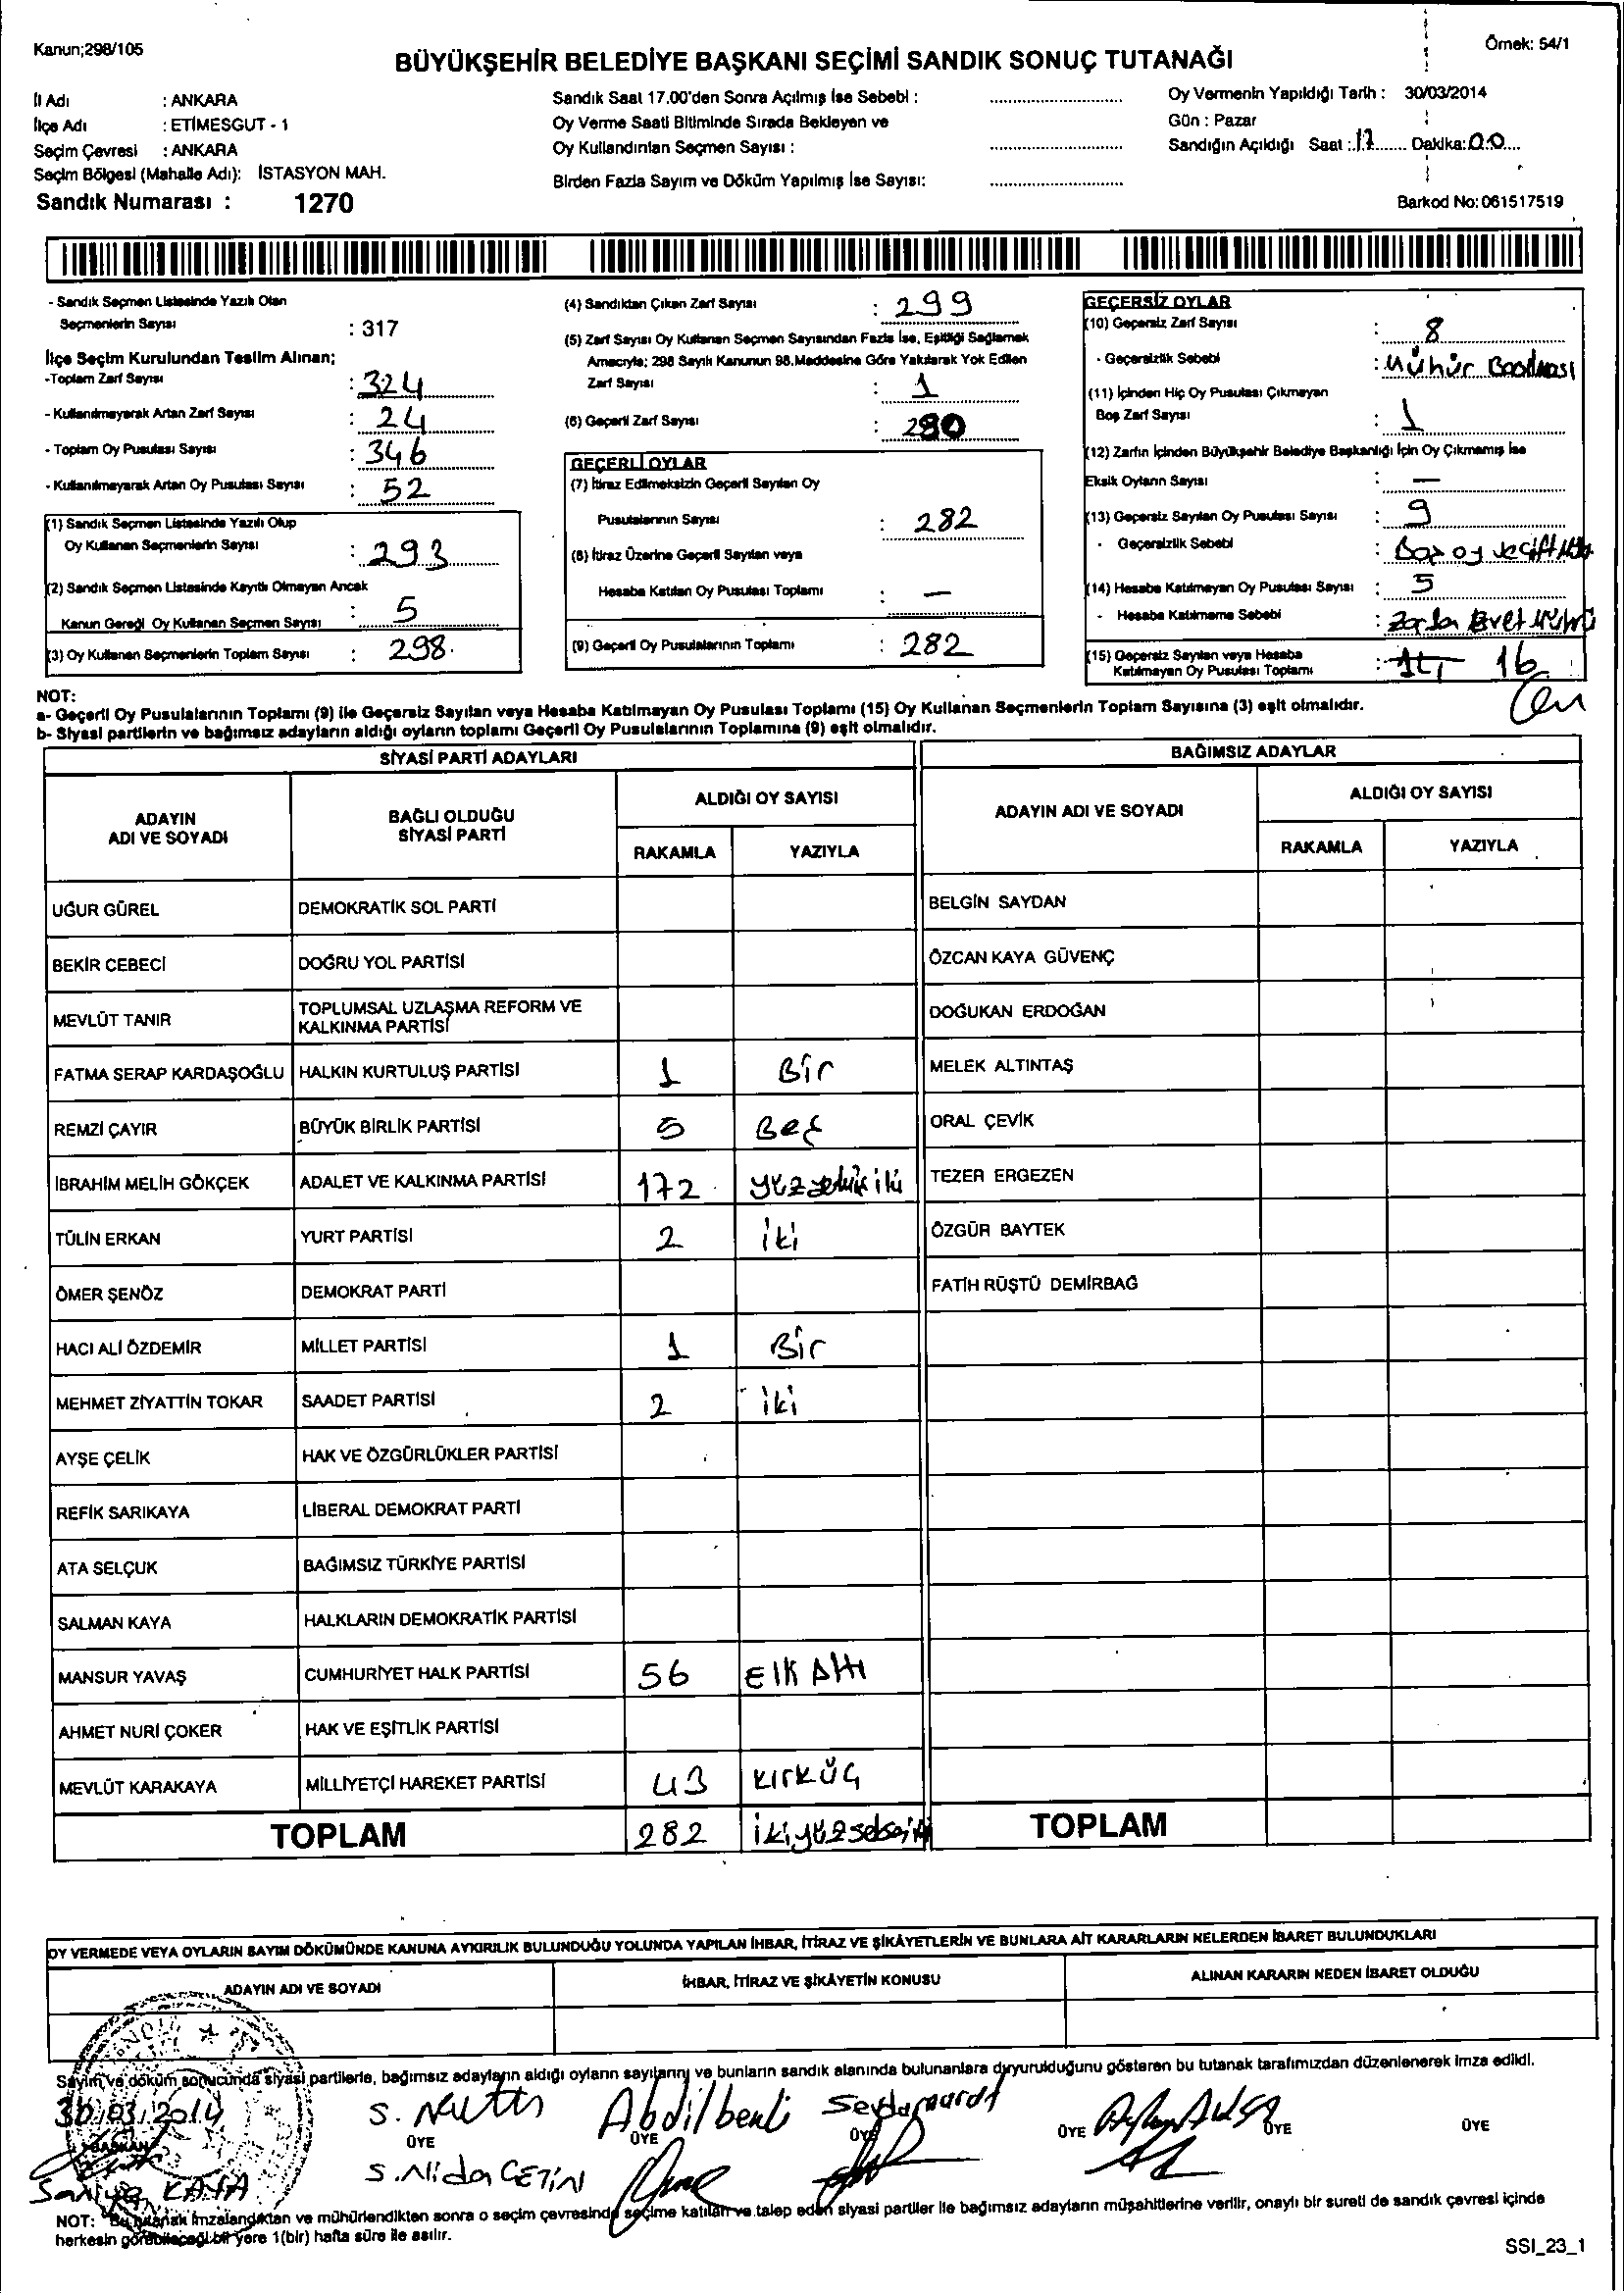 Kanun;298/105
Örnek: 54/1
BÜYÜKŞEHİR BELEDİYE BAŞKANI SEÇİMİ SANDIK SONUÇ TUTANAĞI
İl Adı : ANKARA
İlçe Adı : ETİMESGUT - 1
Seçim Çevresi : ANKARA
Seçim Bölgesi (Mahalle Adı): İSTASYON MAH.
Sandık Numarası : 1270
Sandık Saat 17.00'den Sonra Açılmış İse Sebebi :
Oy Verme Saati Bitiminde Sırada Bekleyen ve
Oy Kullandırılan Seçmen Sayısı :
Birden Fazla Sayım ve Döküm Yapılmış İse Sayısı:
Oy Vermenin Yapıldığı Tarih : 30/03/2014
Gün : Pazar
Sandığın Açıldığı Saat : 17 Dakika: 00
Barkod No: 061517519
- Sandık Seçmen Listesinde Yazılı Olan
Seçmenlerin Sayısı : 317
İlçe Seçim Kurulundan Teslim Alınan;
-Toplam Zarf Sayısı : 324
- Kullanılmayarak Artan Zarf Sayısı : 24
- Toplam Oy Pusulası Sayısı : 346
- Kullanılmayarak Artan Oy Pusulası Sayısı : 52
(1) Sandık Seçmen Listesinde Yazılı Olup
Oy Kullanan Seçmenlerin Sayısı : 293
(2) Sandık Seçmen Listesinde Kayıtlı Olmayan Ancak
Kanun Gereği Oy Kullanan Seçmen Sayısı : 5
(3) Oy Kullanan Seçmenlerin Toplam Sayısı : 298
(4) Sandıktan Çıkan Zarf Sayısı : 299
(5) Zarf Sayısı Oy Kullanan Seçmen Sayısından Fazla İse, Eşitliği Sağlamak
Amacıyla; 298 Sayılı Kanunun 98.Maddesine Göre Yakılarak Yok Edilen
Zarf Sayısı : 1
(6) Geçerli Zarf Sayısı : 290
GEÇERLİ OYLAR
(7) İtiraz Edilmeksizin Geçerli Sayılan Oy
Pusulalarının Sayısı : 282
(8) İtiraz Üzerine Geçerli Sayılan veya
Hesaba Katılan Oy Pusulası Toplamı : —
(9) Geçerli Oy Pusulalarının Toplamı : 282
GEÇERSİZ OYLAR
(10) Geçersiz Zarf Sayısı : 8
- Geçersizlik Sebebi : Mühür
(11) İçinden Hiç Oy Pusulası Çıkmayan
Boş Zarf Sayısı : 1
(12) Zarfın İçinden Büyükşehir Belediye Başkanlığı İçin Oy Çıkmamış İse
Eksik Oyların Sayısı : —
(13) Geçersiz Sayılan Oy Pusulası Sayısı : 9
- Geçersizlik Sebebi : Boş oy ve çift
(14) Hesaba Katılmayan Oy Pusulası Sayısı : 5
- Hesaba Katılmama Sebebi : Evet
(15) Geçersiz Sayılan veya Hesaba
Katılmayan Oy Pusulası Toplamı : 16
NOT:
a- Geçerli Oy Pusulalarının Toplamı (9) ile Geçersiz Sayılan veya Hesaba Katılmayan Oy Pusulası Toplamı (15) Oy Kullanan Seçmenlerin Toplam Sayısına (3) eşit olmalıdır.
b- Siyasi partilerin ve bağımsız adayların aldığı oyların toplamı Geçerli Oy Pusulalarının Toplamına (9) eşit olmalıdır.
SİYASİ PARTİ ADAYLARI
BAĞIMSIZ ADAYLAR
ADAYIN ADI VE SOYADI
BAĞLI OLDUĞU SİYASİ PARTİ
ALDIĞI OY SAYISI
RAKAMLA YAZIYLA
ADAYIN ADI VE SOYADI
ALDIĞI OY SAYISI
RAKAMLA YAZIYLA
UĞUR GÜREL DEMOKRATİK SOL PARTİ BELGİN SAYDAN
BEKİR CEBECİ DOĞRU YOL PARTİSİ ÖZCAN KAYA GÜVENÇ
MEVLÜT TANIR TOPLUMSAL UZLAŞMA REFORM VE KALKINMA PARTİSİ DOĞUKAN ERDOĞAN
FATMA SERAP KARDAŞOĞLU HALKIN KURTULUŞ PARTİSİ 1 Bir MELEK ALTINTAŞ
REMZİ ÇAYIR BÜYÜK BİRLİK PARTİSİ 5 Beş ORAL ÇEVİK
İBRAHİM MELİH GÖKÇEK ADALET VE KALKINMA PARTİSİ 172 yüzyetmişiki TEZER ERGEZEN
TÜLİN ERKAN YURT PARTİSİ 2 iki ÖZGÜR BAYTEK
ÖMER ŞENÖZ DEMOKRAT PARTİ FATİH RÜŞTÜ DEMİRBAĞ
HACI ALİ ÖZDEMİR MİLLET PARTİSİ 1 Bir
MEHMET ZİYATTİN TOKAR SAADET PARTİSİ 2 iki
AYŞE ÇELİK HAK VE ÖZGÜRLÜKLER PARTİSİ
REFİK SARIKAYA LİBERAL DEMOKRAT PARTİ
ATA SELÇUK BAĞIMSIZ TÜRKİYE PARTİSİ
SALMAN KAYA HALKLARIN DEMOKRATİK PARTİSİ
MANSUR YAVAŞ CUMHURİYET HALK PARTİSİ 56 Elli Altı
AHMET NURİ ÇOKER HAK VE EŞİTLİK PARTİSİ
MEVLÜT KARAKAYA MİLLİYETÇİ HAREKET PARTİSİ 43 kırküç
TOPLAM 282 ikiyüzsekseniki TOPLAM
OY VERMEDE VEYA OYLARIN SAYIM DÖKÜMÜNDE KANUNA AYKIRILIK BULUNDUĞU YOLUNDA YAPILAN İHBAR, İTİRAZ VE ŞİKÂYETLERİN VE BUNLARA AİT KARARLARIN NELERDEN İBARET BULUNDUKLARI
ADAYIN ADI VE SOYADI İHBAR, İTİRAZ VE ŞİKÂYETİN KONUSU ALINAN KARARIN NEDEN İBARET OLDUĞU
Sayım ve döküm sonucunda siyasi partilerle, bağımsız adayların aldığı oyların sayılarını ve bunların sandık alanında bulunanlara duyurulduğunu gösteren bu tutanak tarafımızdan düzenlenerek imza edildi.
30/03/2014
BAŞKAN ÜYE ÜYE ÜYE ÜYE ÜYE ÜYE
KAYA S. Nida ÇETİN
NOT: Bu tutanak imzalandıktan ve mühürlendikten sonra o seçim çevresinde seçime katılan ve talep eden siyasi partiler ile bağımsız adayların müşahitlerine verilir, onaylı bir sureti de sandık çevresi içinde
herkesin görebileceği bir yere 1(bir) hafta süre ile asılır.
SSI_23_1